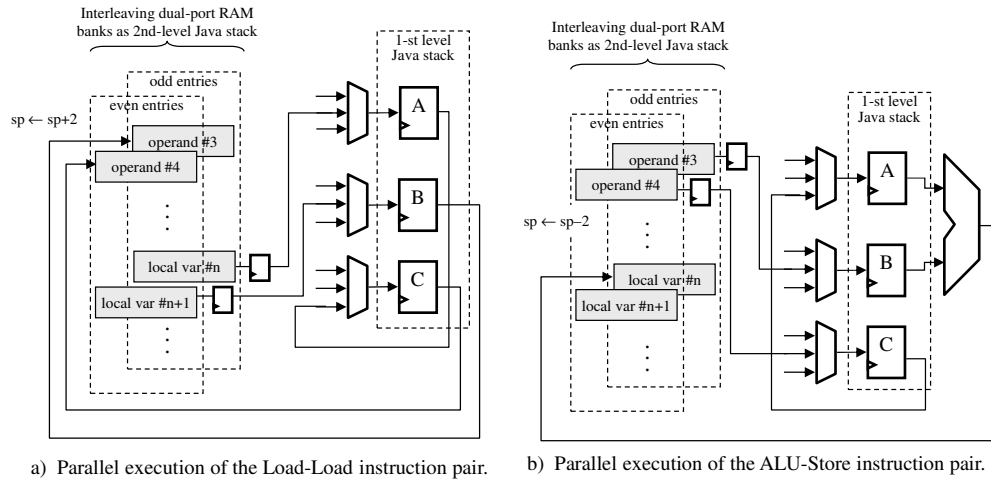 Interleaving dual-port RAM
banks as 2nd-level Java stack
1-st level
Java stack
odd entries
even entries
sp ← sp+2
operand #3
operand #4
local var #n
local var #n+1
A
B
C
a) Parallel execution of the Load-Load instruction pair.
Interleaving dual-port RAM
banks as 2nd-level Java stack
odd entries
even entries
1-st level
Java stack
operand #3
operand #4
sp ← sp–2
local var #n
local var #n+1
A
B
C
b) Parallel execution of the ALU-Store instruction pair.